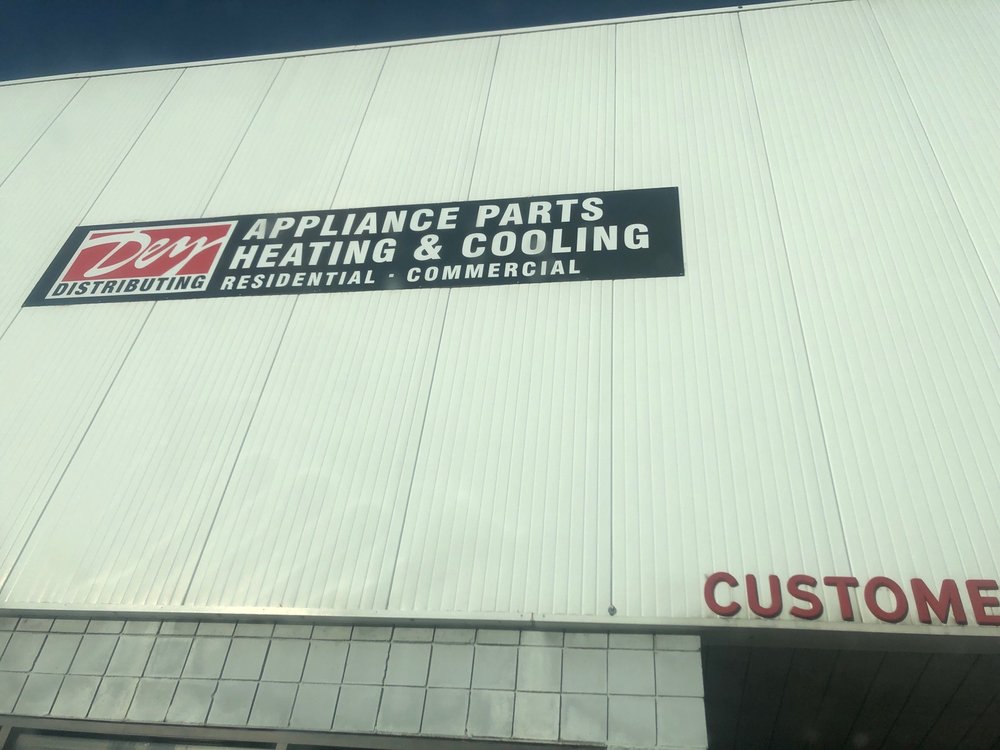 Dey
DISTRIBUTING
APPLIANCE PARTS
HEATING & COOLING
RESIDENTIAL · COMMERCIAL
CUSTOME